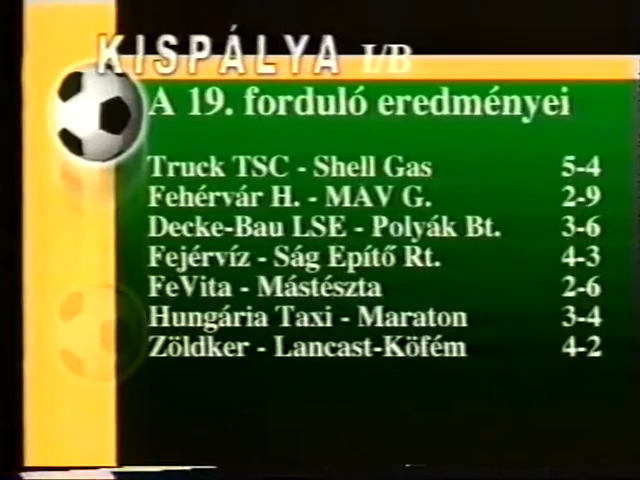 KISPÁLYA I/B
A 19. forduló eredményei
Truck TSC - Shell Gas 5-4
Fehérvár H. - MAV G. 2-9
Decke-Bau LSE - Polyák Bt. 3-6
Fejérvíz - Ság Epítő Rt. 4-3
FeVita - Mástészta 2-6
Hungária Taxi - Maraton 3-4
Zöldker - Lancast-Köfém 4-2